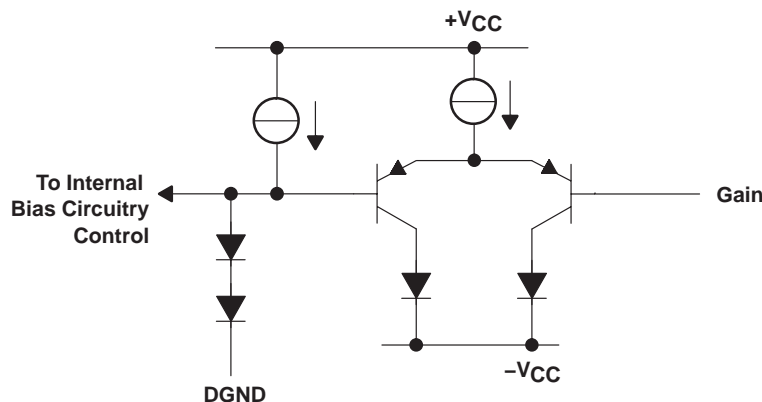 +VCC
To Internal
Bias Circuitry
Control
Gain
–VCC
DGND